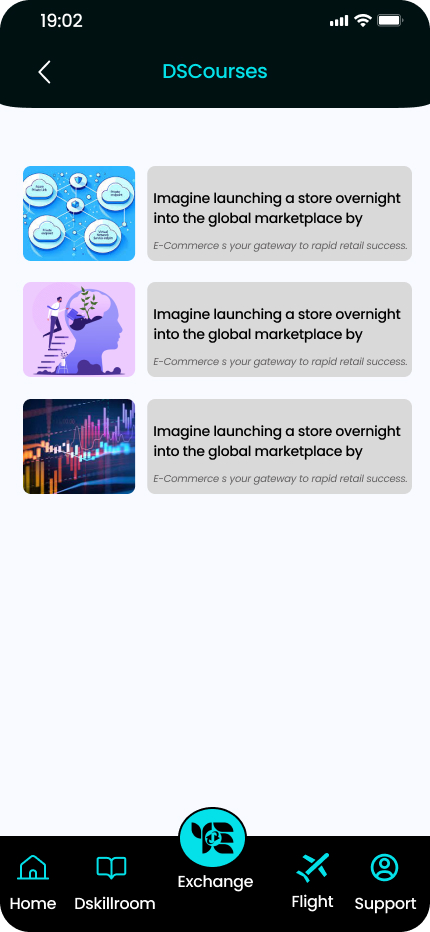 19:02
DSCourses
Imagine launching a store overnight
into the global marketplace by
E-Commerce s your gateway to rapid retail success.
Imagine launching a store overnight
into the global marketplace by
E-Commerce s your gateway to rapid retail success.
Imagine launching a store overnight
into the global marketplace by
E-Commerce s your gateway to rapid retail success.
Home
Dskillroom
Exchange
Flight
Support